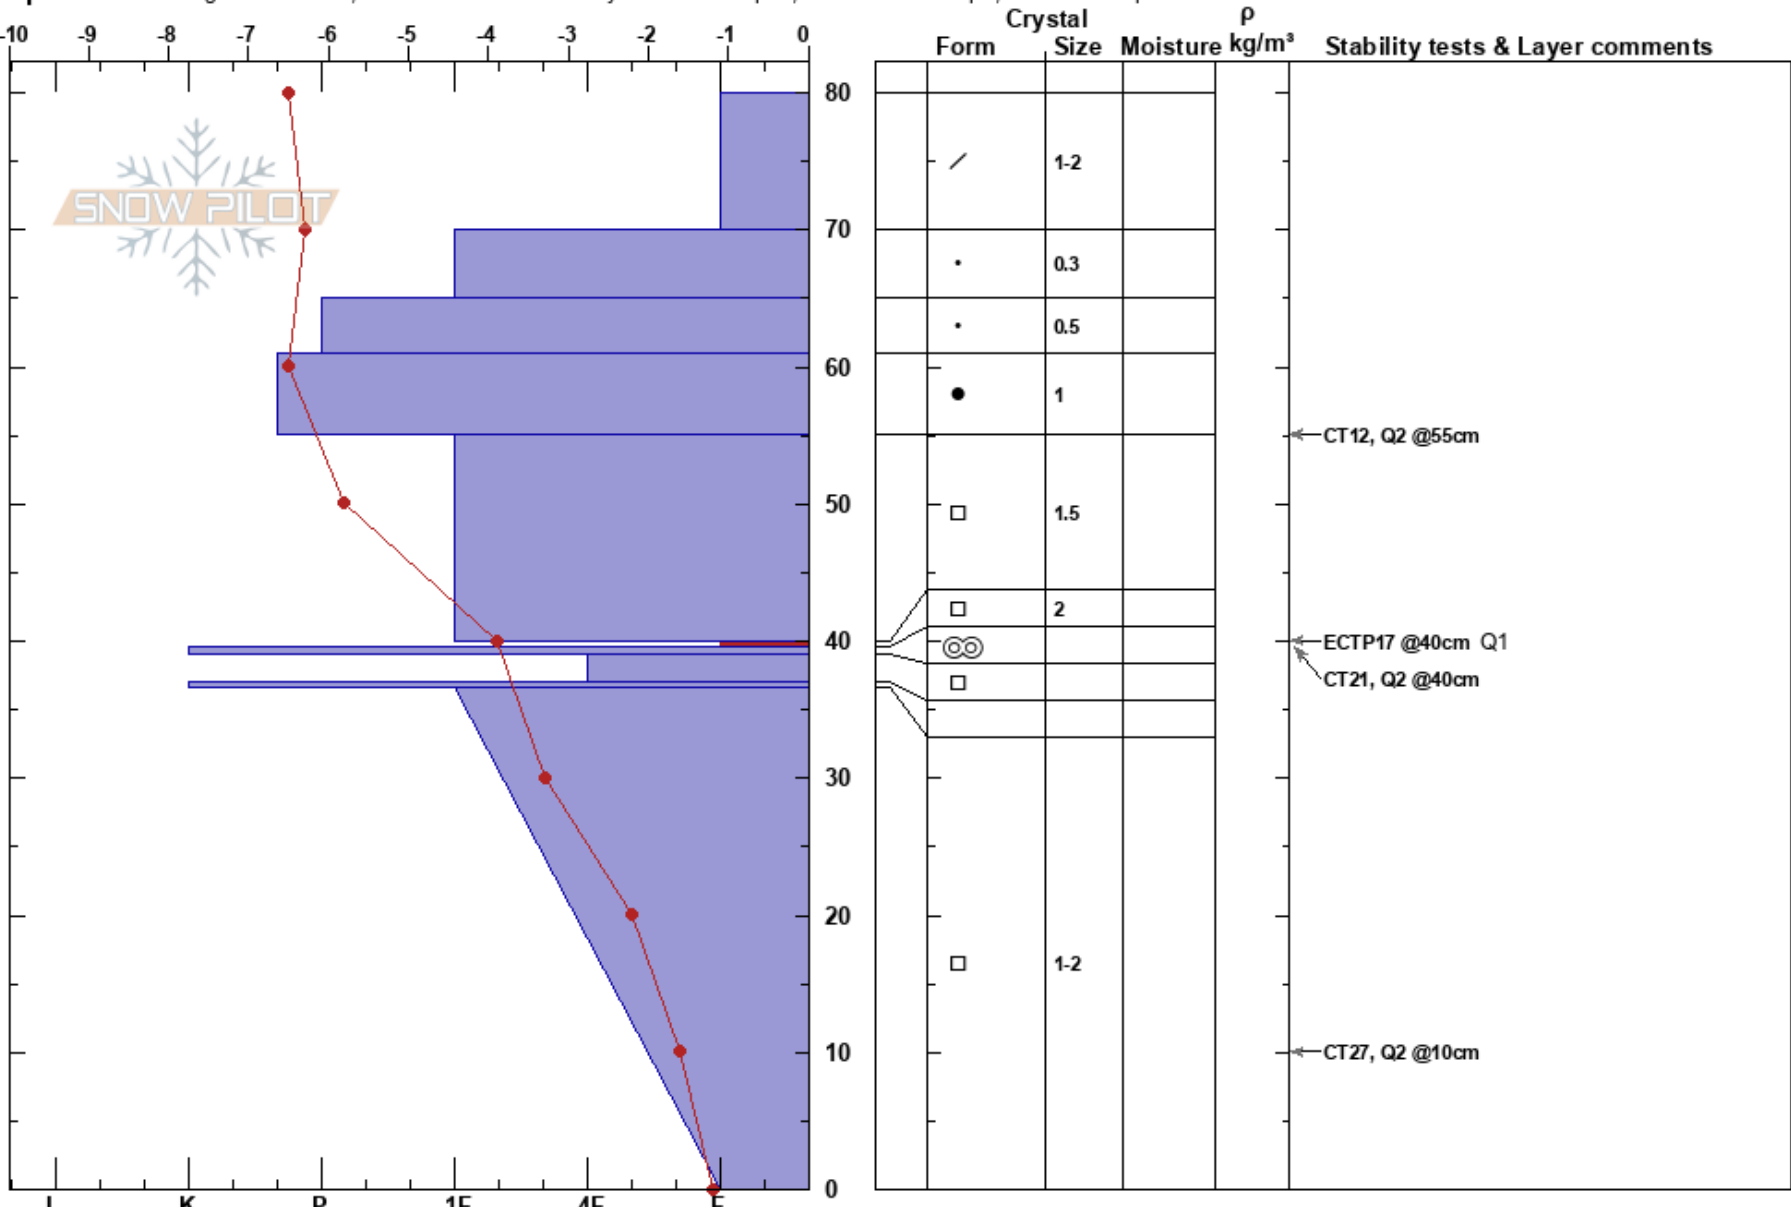 Crystal ρ
-10 -9 -8 -7 -6 -5 -4 -3 -2 -1 0 Form Size Moisture kg/m³ Stability tests & Layer comments
80
1-2
SNOW PILOT
70
0.3
0.5
60
1
CT12, Q2 @55cm
50
1.5
2
40 ECTP17 @40cm Q1
CT21, Q2 @40cm
30
20
1-2
10 CT27, Q2 @10cm
0
I K P 1F 4F F